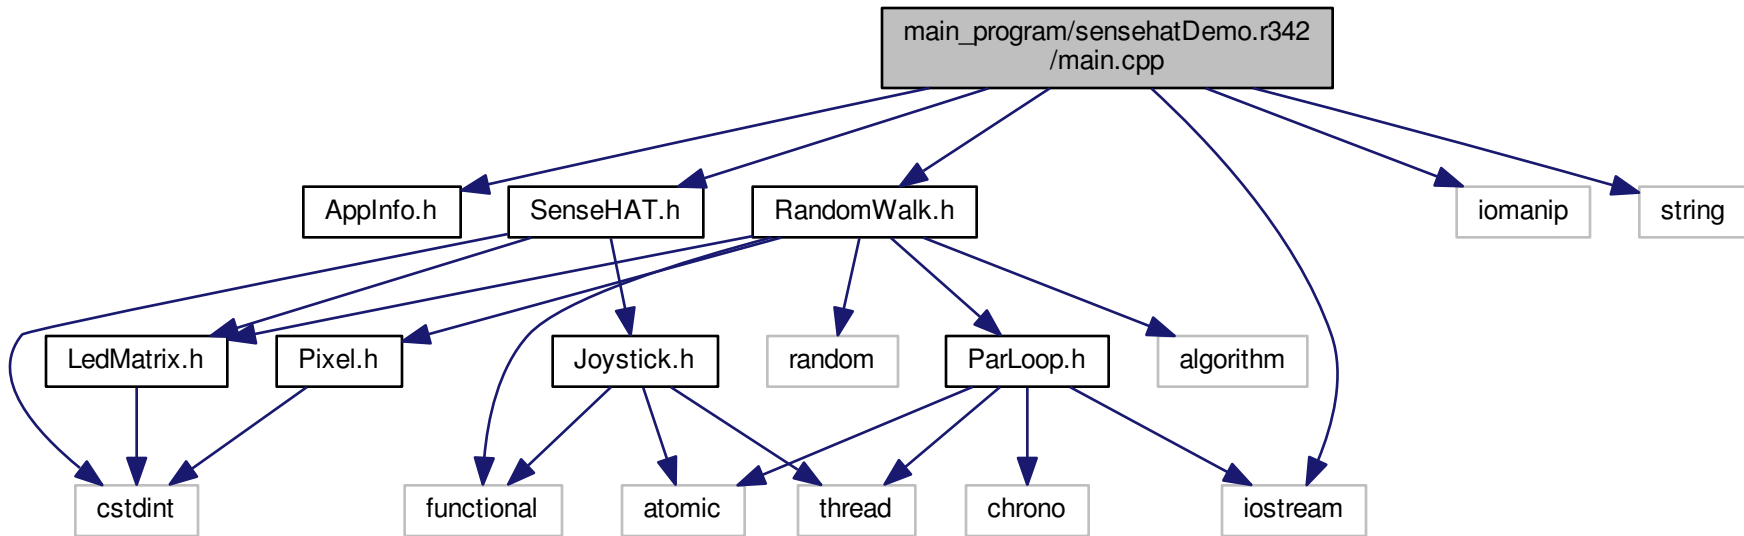 main_program/sensehatDemo.r342
/main.cpp
AppInfo.h
SenseHAT.h
RandomWalk.h
iomanip
string
LedMatrix.h
Pixel.h
Joystick.h
random
ParLoop.h
algorithm
cstdint
functional
atomic
thread
chrono
iostream